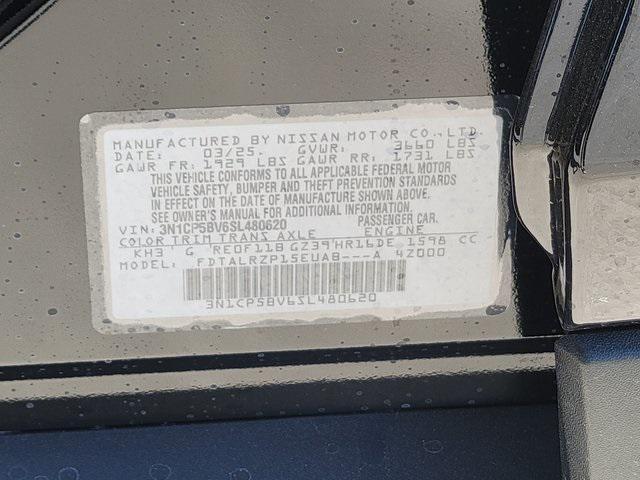 MANUFACTURED BY NISSAN MOTOR CO., LTD.
DATE: 03/25 GVWR: 3660 LBS
GAWR FR: 1929 LBS GAWR RR: 1731 LBS
THIS VEHICLE CONFORMS TO ALL APPLICABLE FEDERAL MOTOR
VEHICLE SAFETY, BUMPER AND THEFT PREVENTION STANDARDS
IN EFFECT ON THE DATE OF MANUFACTURE SHOWN ABOVE.
SEE OWNER'S MANUAL FOR ADDITIONAL INFORMATION
VIN: 3N1CP5BV6SL480620 PASSENGER CAR.
COLOR TRIM TRANS AXLE ENGINE
KH3 G RE0F11B GZ39 HR16DE 1598 CC
MODEL: FDTALRZP15EUAB---A 4Z000
3N1CP5BV6SL480620